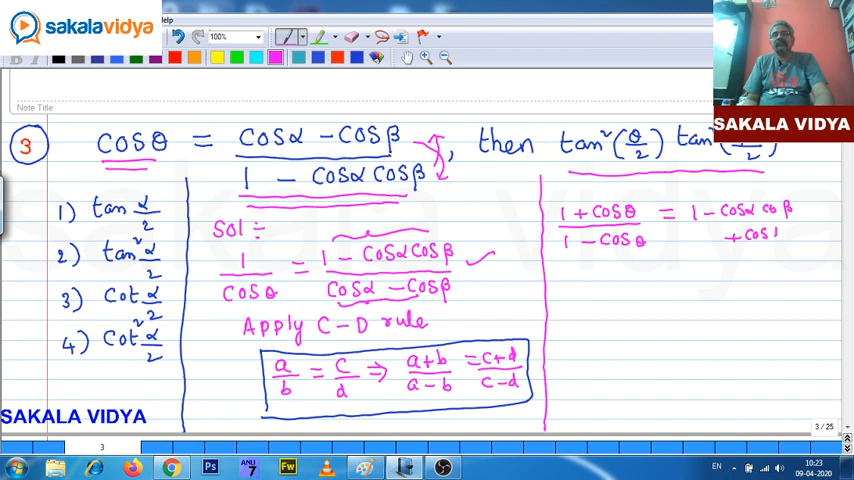 sakalavidya
Help
100%
Note Title
SAKALA VIDYA
3 cosθ = cosα - cosβ / 1 - cosα cosβ , then tan²(θ/2) tan²( /2)
1) tan α/2
2) tan² α/2
3) cot α/2
4) cot² α/2
Sol :-
1/cosθ = 1 - cosα cosβ / cosα - cosβ
Apply C-D rule
a/b = c/d ⇒ a+b/a-b = c+d/c-d
1+cosθ / 1-cosθ = 1 - cosα cosβ
+ cos
SAKALA VIDYA
3/25
3
EN
10:23
09-04-2020